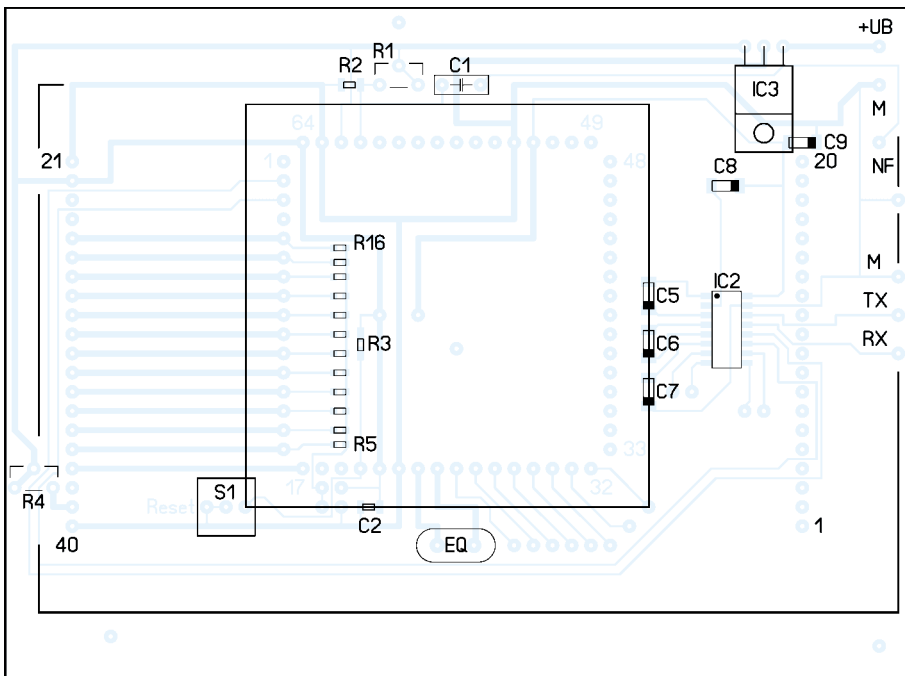 +UB
R1
R2
C1
IC3
M
64
49
C9
21
1
48
20
NF
C8
R16
M
IC2
C5
TX
R3
C6
RX
C7
R5
33
S1
17
32
R4
Reset
C2
1
40
EQ